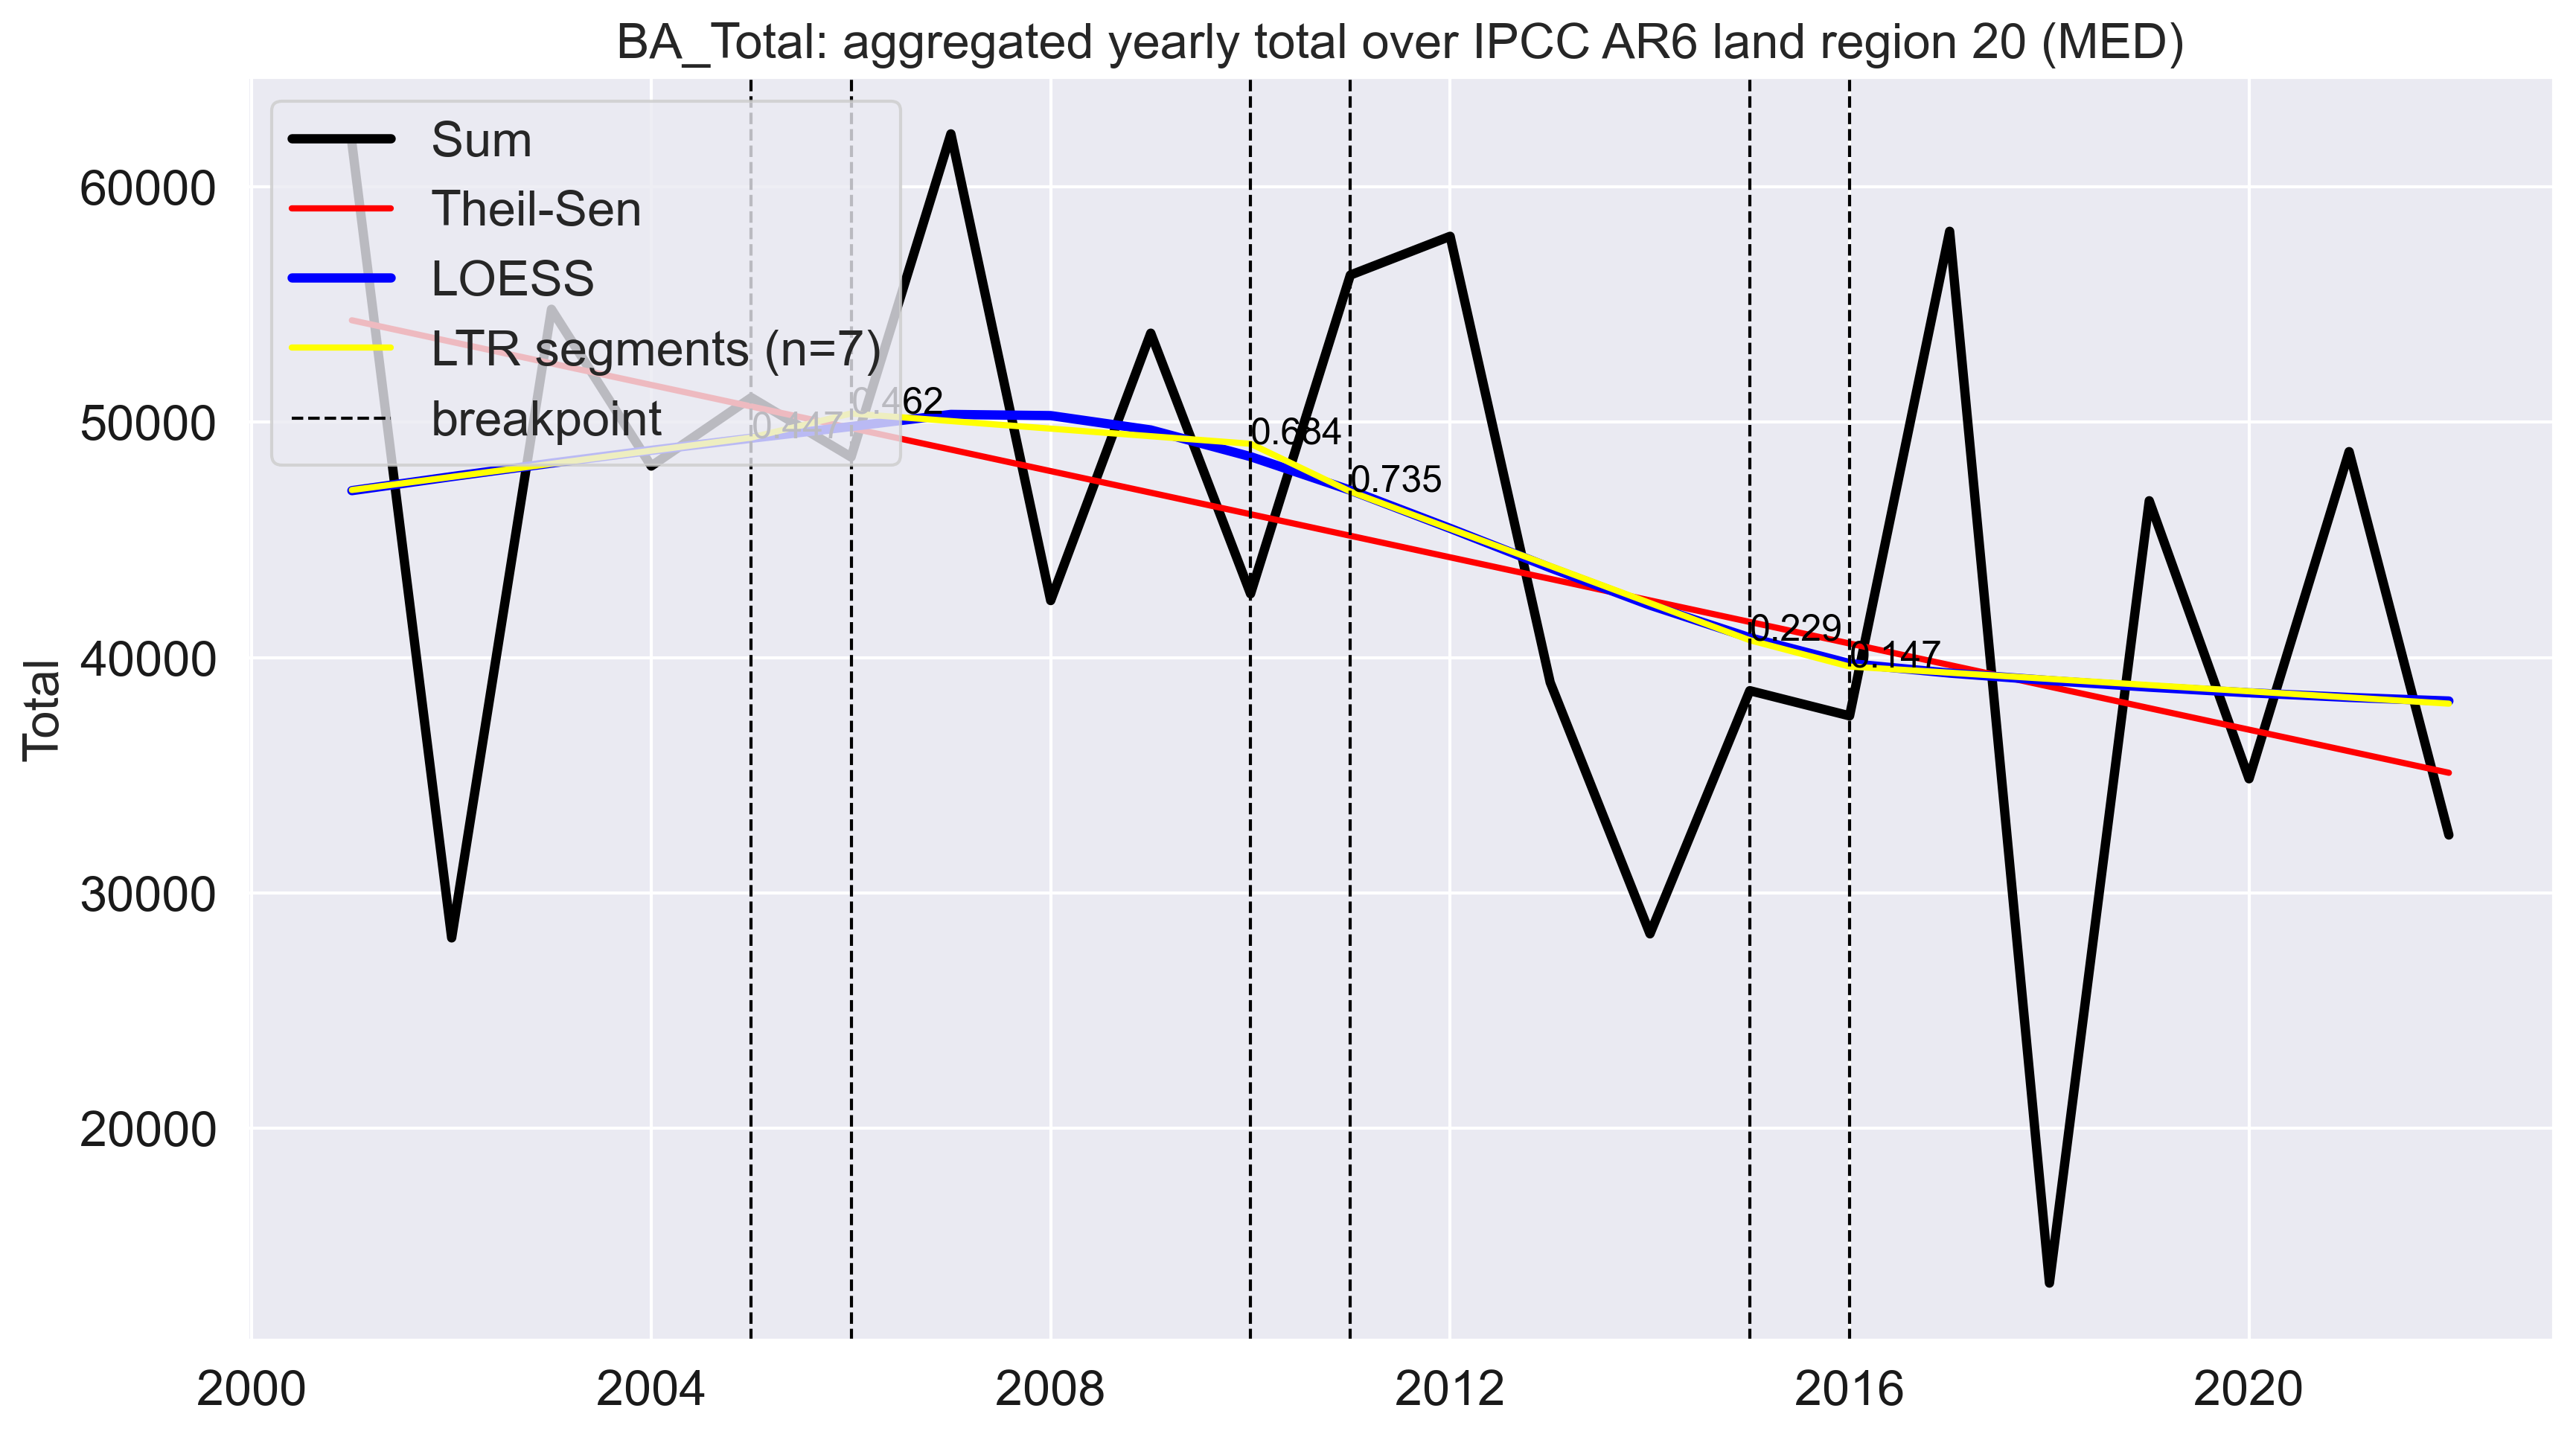 BA_Total: aggregated yearly total over IPCC AR6 land region 20 (MED)
Sum
Theil-Sen
LOESS
LTR segments (n=7)
breakpoint
60000
50000
40000
30000
20000
Total
0.447
0.462
0.684
0.735
0.229
0.147
2000
2004
2008
2012
2016
2020